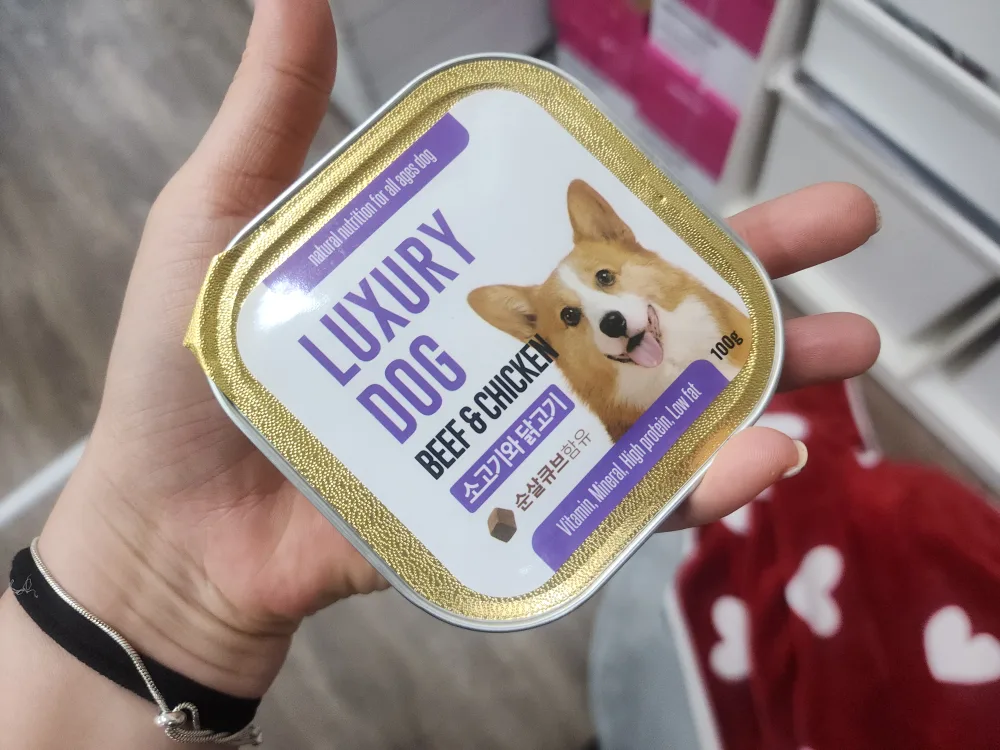 natural nutrition for all ages dog
LUXURY
DOG
BEEF & CHICKEN
소고기와 닭고기
순살큐브함유
100g
Vitamin, Mineral, High protein, Low fat